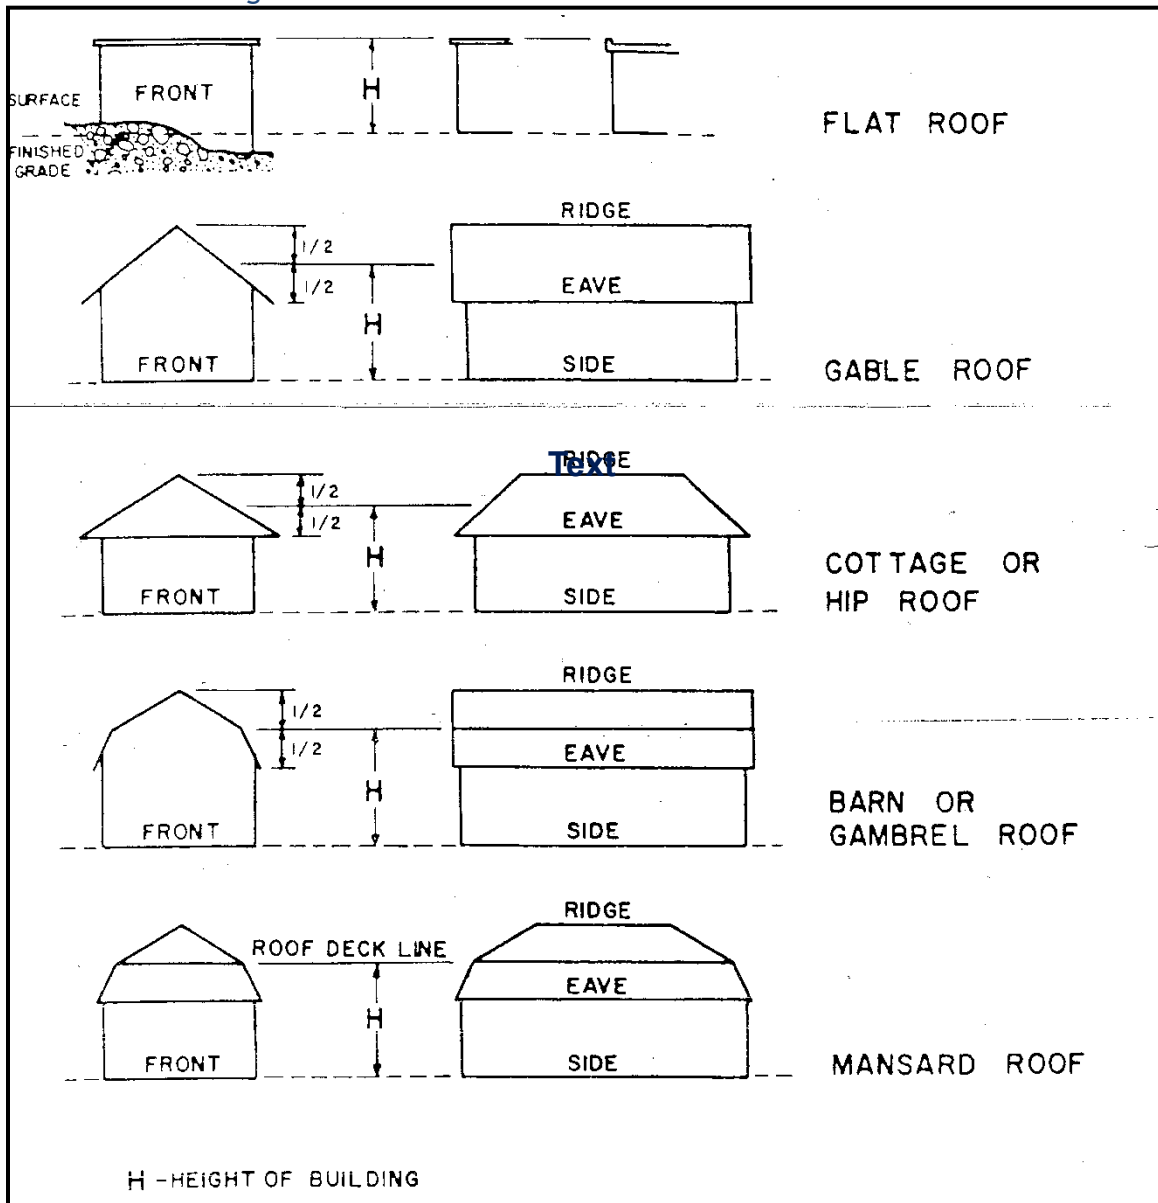 FRONT
H
SURFACE
FINISHED
GRADE
FLAT ROOF
RIDGE
1/2
1/2
EAVE
H
FRONT
SIDE
GABLE ROOF
RIDGE
Text
1/2
1/2
EAVE
H
FRONT
SIDE
COTTAGE OR
HIP ROOF
RIDGE
1/2
1/2
EAVE
H
FRONT
SIDE
BARN OR
GAMBREL ROOF
RIDGE
ROOF DECK LINE
EAVE
H
FRONT
SIDE
MANSARD ROOF
H - HEIGHT OF BUILDING